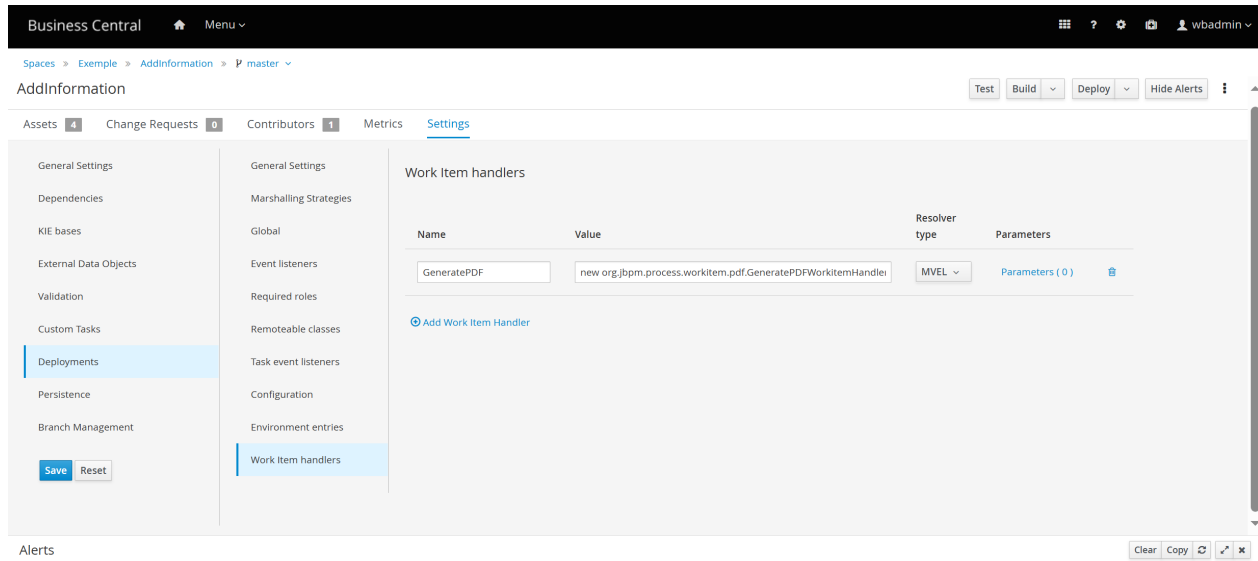 Business Central Menu ? wbadmin
Spaces » Exemple » AddInformation » master
AddInformation Test Build Deploy Hide Alerts
Assets 4 Change Requests 0 Contributors 1 Metrics Settings
General Settings
Dependencies
KIE bases
External Data Objects
Validation
Custom Tasks
Deployments
Persistence
Branch Management
Save Reset
General Settings
Marshalling Strategies
Global
Event listeners
Required roles
Remoteable classes
Task event listeners
Configuration
Environment entries
Work Item handlers
Work Item handlers
Name Value Resolver type Parameters
GeneratePDF new org.jbpm.process.workitem.pdf.GeneratePDFWorkitemHandler MVEL Parameters ( 0 )
Add Work Item Handler
Alerts Clear Copy